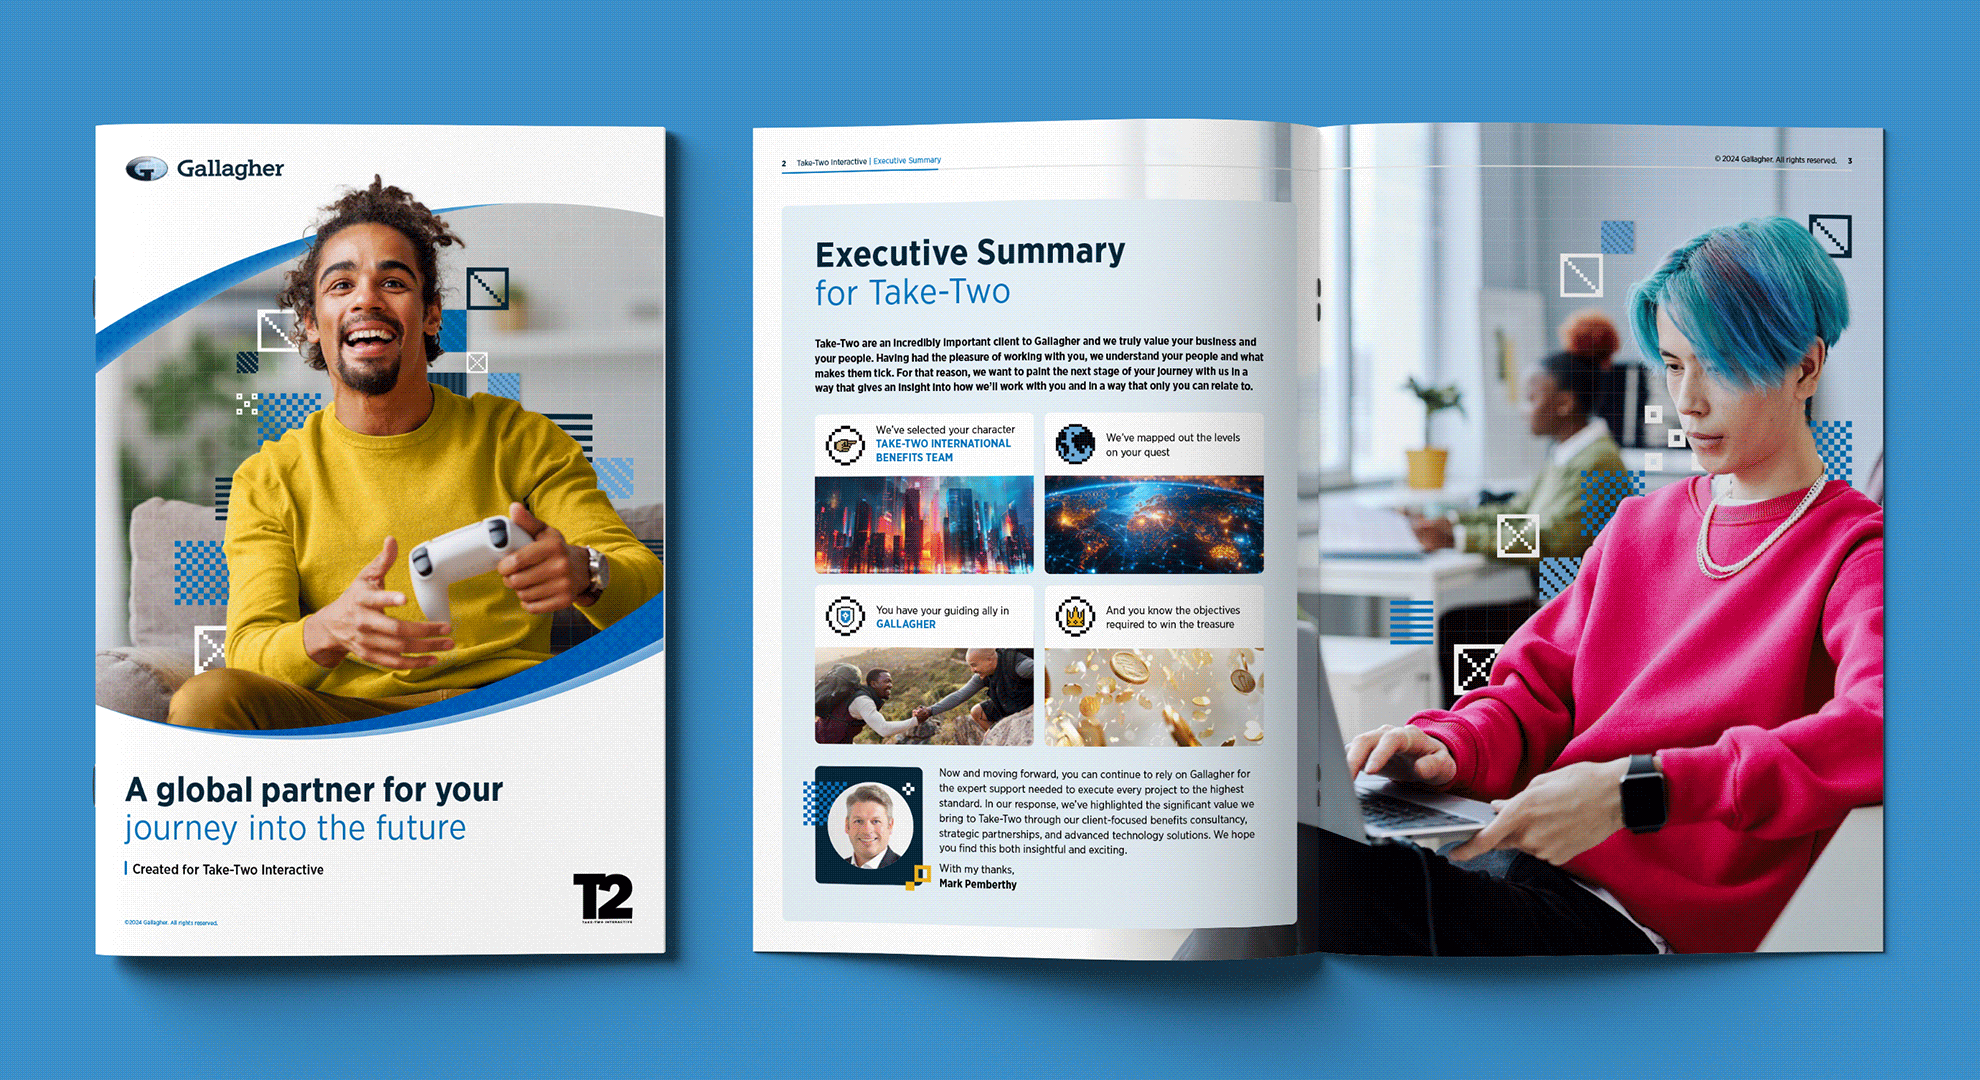 Gallagher
A global partner for your
journey into the future
Created for Take-Two Interactive
©2024 Gallagher. All rights reserved.
T2
TAKE-TWO INTERACTIVE
2 Take-Two Interactive | Executive Summary
Executive Summary
for Take-Two
Take-Two are an incredibly important client to Gallagher and we truly value your business and
your people. Having had the pleasure of working with you, we understand your people and what
makes them tick. For that reason, we want to paint the next stage of your journey with us in a
way that gives an insight into how we'll work with you and in a way that only you can relate to.
We've selected your character
TAKE-TWO INTERNATIONAL
BENEFITS TEAM
We've mapped out the levels
on your quest
You have your guiding ally in
GALLAGHER
And you know the objectives
required to win the treasure
Now and moving forward, you can continue to rely on Gallagher for
the expert support needed to execute every project to the highest
standard. In our response, we've highlighted the significant value we
bring to Take-Two through our client-focused benefits consultancy,
strategic partnerships, and advanced technology solutions. We hope
you find this both insightful and exciting.
With my thanks,
Mark Pemberthy
© 2024 Gallagher. All rights reserved. 3